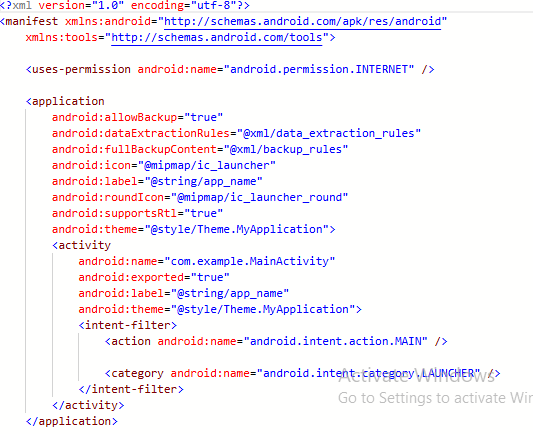 <?xml version="1.0" encoding="utf-8"?>
<manifest xmlns:android="http://schemas.android.com/apk/res/android"
    xmlns:tools="http://schemas.android.com/tools">

    <uses-permission android:name="android.permission.INTERNET" />

    <application
        android:allowBackup="true"
        android:dataExtractionRules="@xml/data_extraction_rules"
        android:fullBackupContent="@xml/backup_rules"
        android:icon="@mipmap/ic_launcher"
        android:label="@string/app_name"
        android:roundIcon="@mipmap/ic_launcher_round"
        android:supportsRtl="true"
        android:theme="@style/Theme.MyApplication">
        <activity
            android:name="com.example.MainActivity"
            android:exported="true"
            android:label="@string/app_name"
            android:theme="@style/Theme.MyApplication">
            <intent-filter>
                <action android:name="android.intent.action.MAIN" />

                <category android:name="android.intent.category.LAUNCHER" />
            </intent-filter>
        </activity>
    </application>
Activate Windows
Go to Settings to activate Win